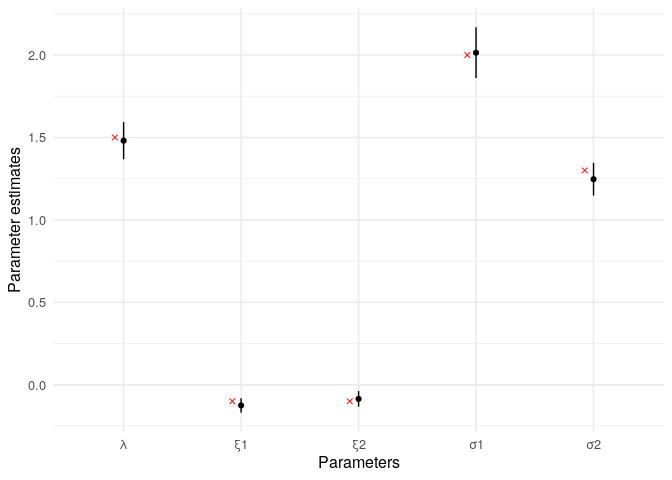 Parameter estimates
2.0
1.5
1.0
0.5
0.0
λ
ξ1
ξ2
σ1
σ2
Parameters